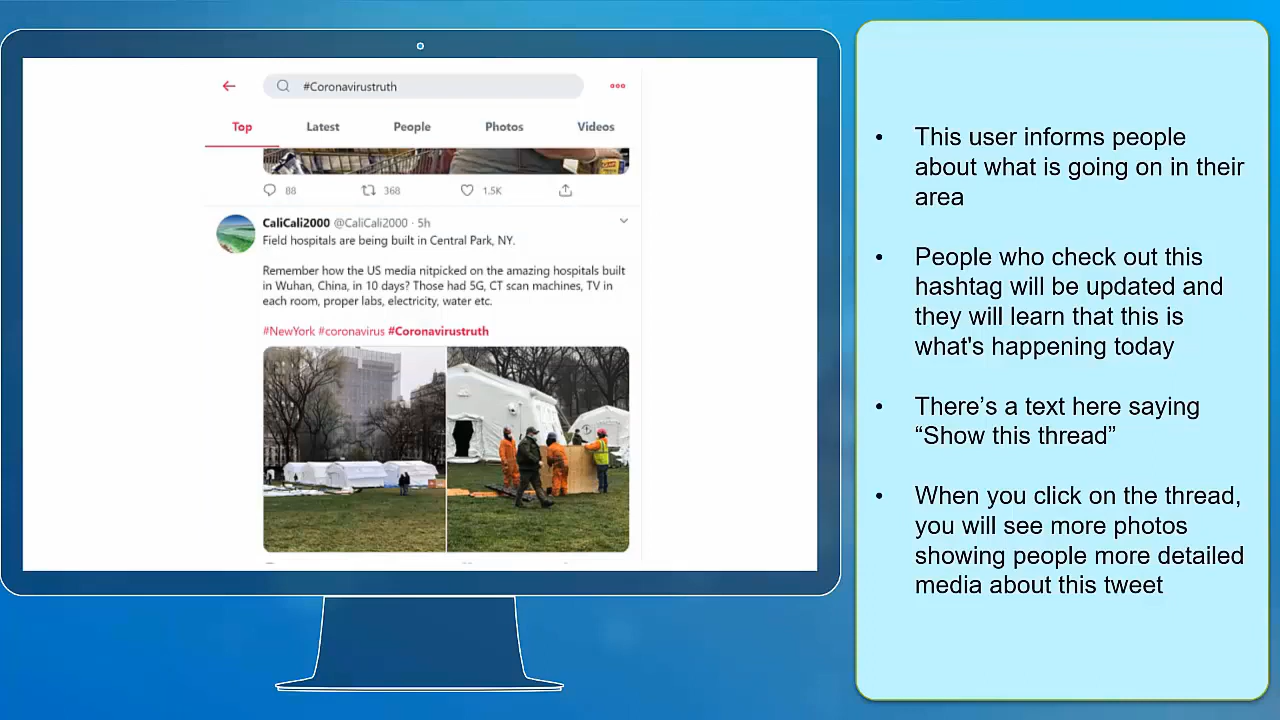 #Coronavirustruth
Top Latest People Photos Videos
88 368 1.5K
CaliCali2000 @CaliCali2000 · 5h
Field hospitals are being built in Central Park, NY.
Remember how the US media nitpicked on the amazing hospitals built
in Wuhan, China, in 10 days? Those had 5G, CT scan machines, TV in
each room, proper labs, electricity, water etc.
#NewYork #coronavirus #Coronavirustruth
• This user informs people
about what is going on in their
area
• People who check out this
hashtag will be updated and
they will learn that this is
what's happening today
• There’s a text here saying
“Show this thread”
• When you click on the thread,
you will see more photos
showing people more detailed
media about this tweet